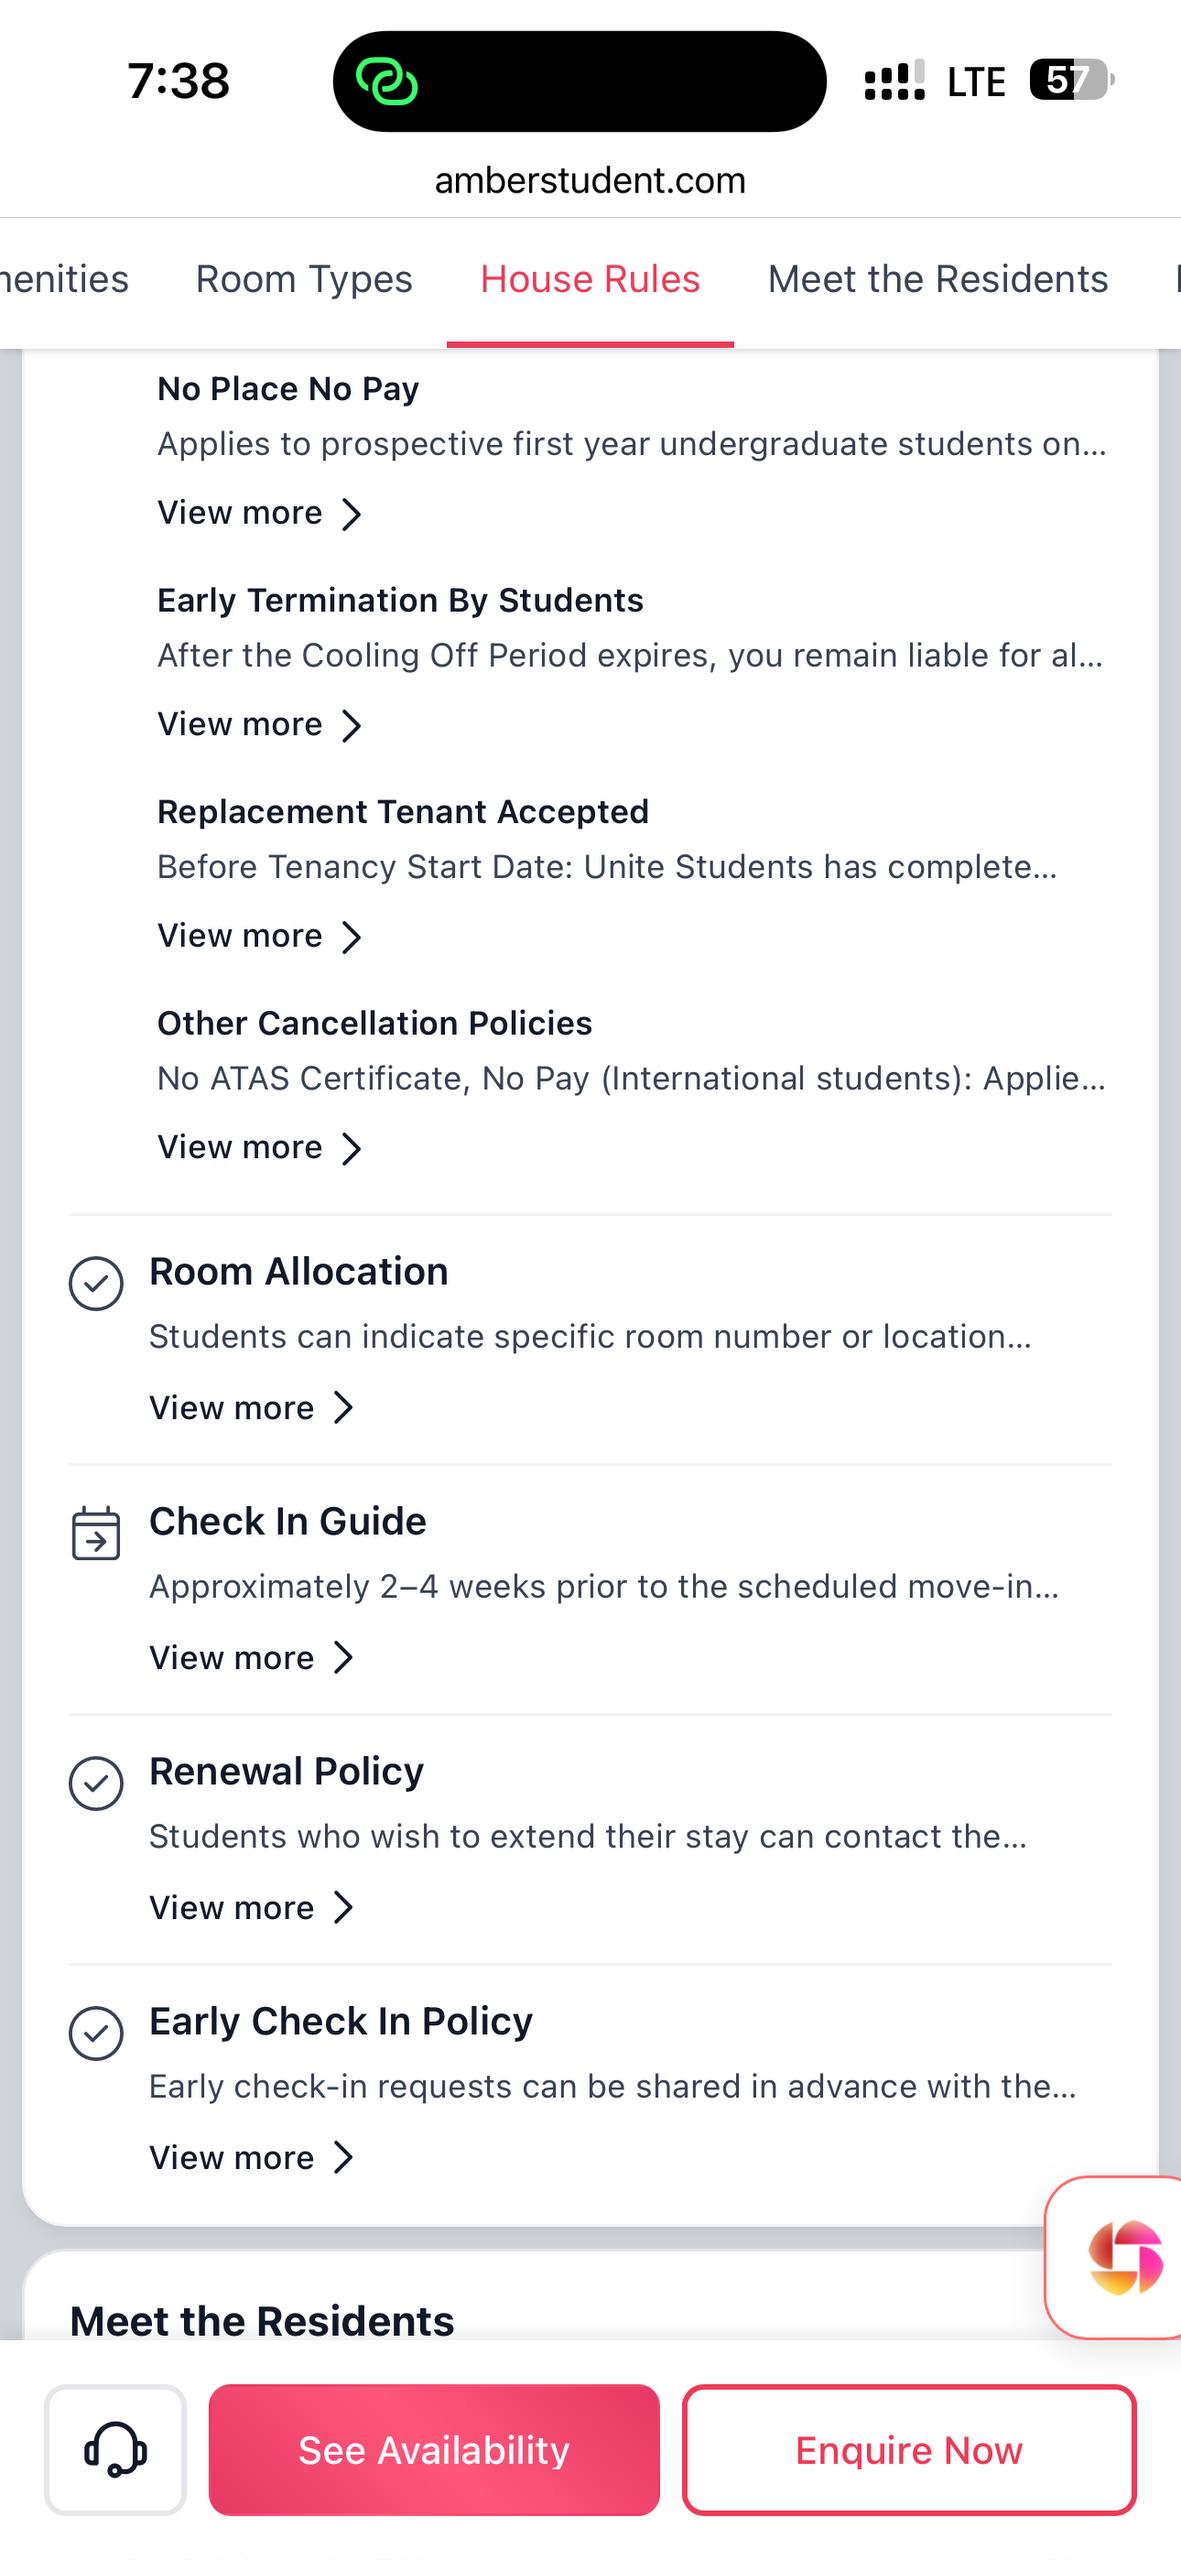 7:38
LTE
57
amberstudent.com
menities Room Types House Rules Meet the Residents
No Place No Pay
Applies to prospective first year undergraduate students on...
View more
Early Termination By Students
After the Cooling Off Period expires, you remain liable for al...
View more
Replacement Tenant Accepted
Before Tenancy Start Date: Unite Students has complete...
View more
Other Cancellation Policies
No ATAS Certificate, No Pay (International students): Applie...
View more
Room Allocation
Students can indicate specific room number or location...
View more
Check In Guide
Approximately 2–4 weeks prior to the scheduled move-in...
View more
Renewal Policy
Students who wish to extend their stay can contact the...
View more
Early Check In Policy
Early check-in requests can be shared in advance with the...
View more
Meet the Residents
See Availability
Enquire Now